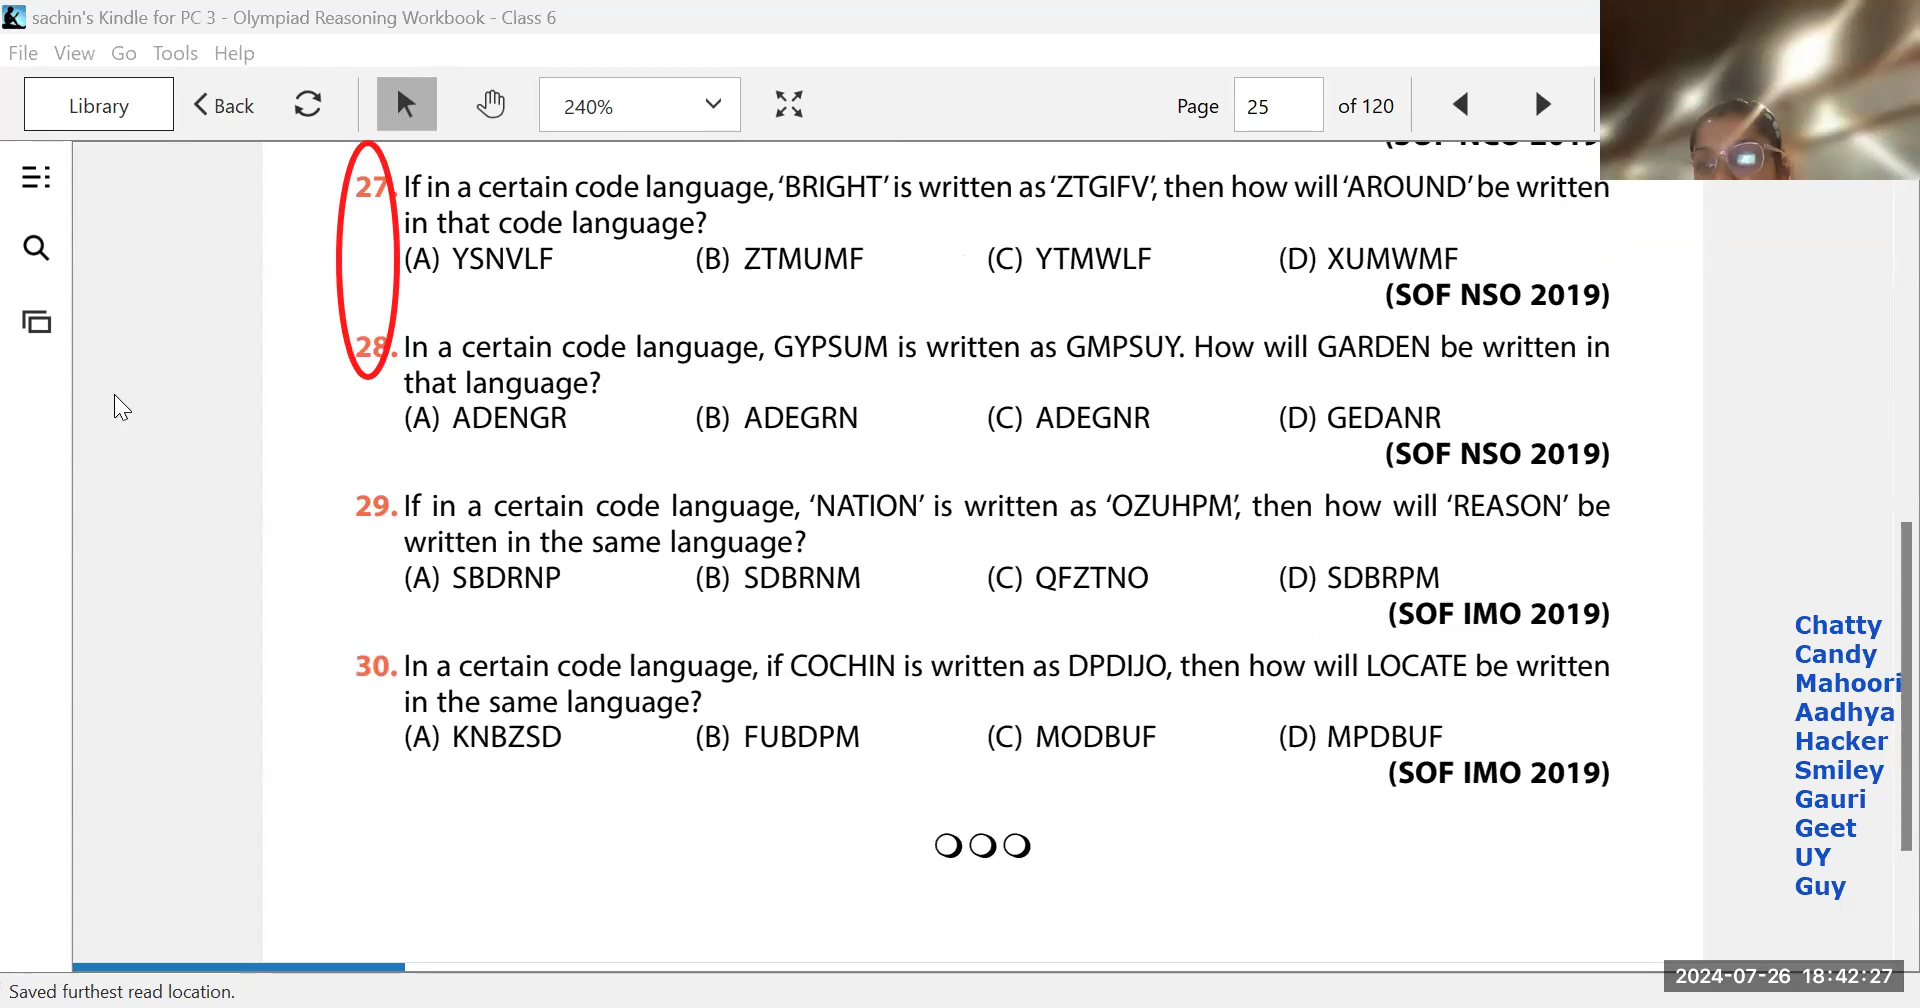 sachin's Kindle for PC 3 - Olympiad Reasoning Workbook - Class 6
File View Go Tools Help
Library Back 240% Page 25 of 120
27. If in a certain code language, ‘BRIGHT’ is written as ‘ZTGIFV’, then how will ‘AROUND’ be written
in that code language?
(A) YSNVLF (B) ZTMUMF (C) YTMWLF (D) XUMWMF
(SOF NSO 2019)
28. In a certain code language, GYPSUM is written as GMPSUY. How will GARDEN be written in
that language?
(A) ADENGR (B) ADEGRN (C) ADEGNR (D) GEDANR
(SOF NSO 2019)
29. If in a certain code language, ‘NATION’ is written as ‘OZUHPM’, then how will ‘REASON’ be
written in the same language?
(A) SBDRNP (B) SDBRNM (C) QFZTNO (D) SDBRPM
(SOF IMO 2019)
30. In a certain code language, if COCHIN is written as DPDIJO, then how will LOCATE be written
in the same language?
(A) KNBZSD (B) FUBDPM (C) MODBUF (D) MPDBUF
(SOF IMO 2019)
Chatty
Candy
Mahoori
Aadhya
Hacker
Smiley
Gauri
Geet
UY
Guy
2024-07-26 18:42:27
Saved furthest read location.